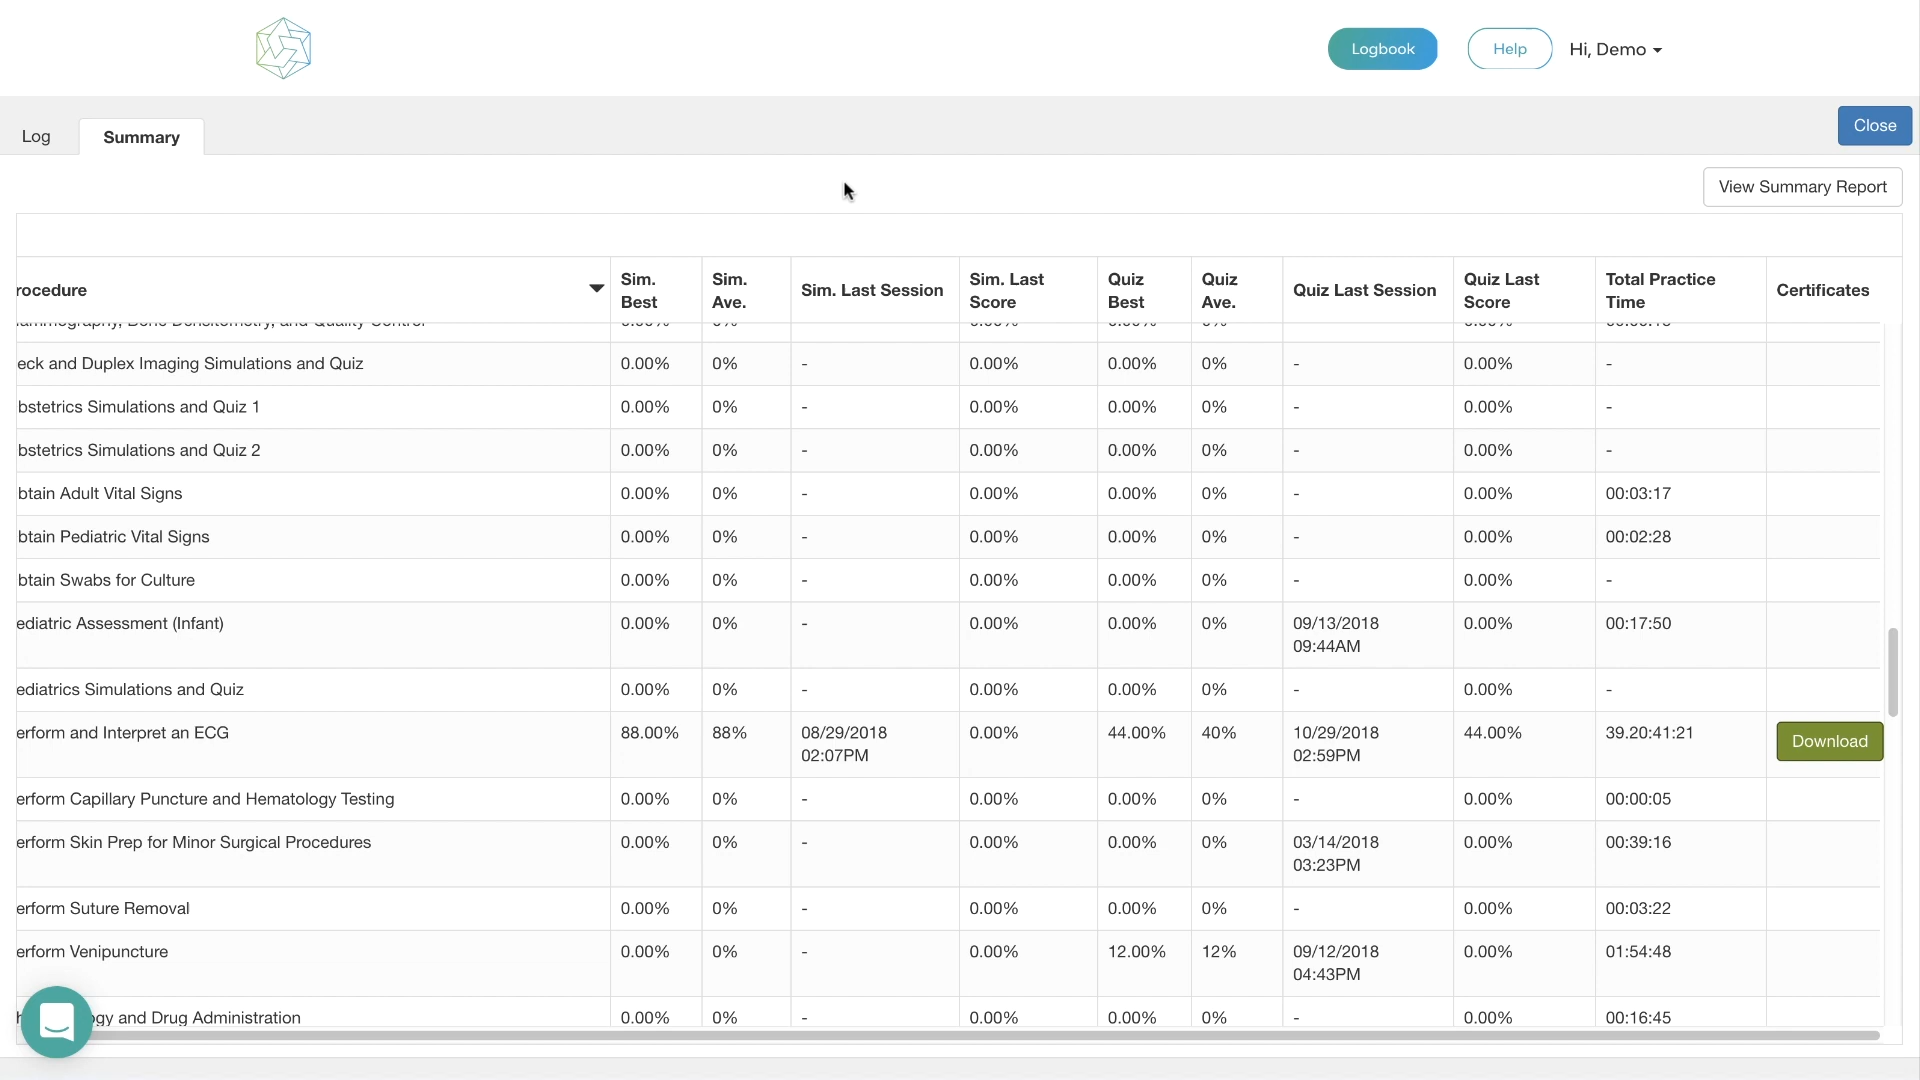 Logbook
Help
Hi, Demo
Log
Summary
Close
View Summary Report
rocedure
Sim. Best
Sim. Ave.
Sim. Last Session
Sim. Last Score
Quiz Best
Quiz Ave.
Quiz Last Session
Quiz Last Score
Total Practice Time
Certificates
eck and Duplex Imaging Simulations and Quiz 0.00% 0% - 0.00% 0.00% 0% - 0.00% -
bstetrics Simulations and Quiz 1 0.00% 0% - 0.00% 0.00% 0% - 0.00% -
bstetrics Simulations and Quiz 2 0.00% 0% - 0.00% 0.00% 0% - 0.00% -
btain Adult Vital Signs 0.00% 0% - 0.00% 0.00% 0% - 0.00% 00:03:17
btain Pediatric Vital Signs 0.00% 0% - 0.00% 0.00% 0% - 0.00% 00:02:28
btain Swabs for Culture 0.00% 0% - 0.00% 0.00% 0% - 0.00% -
ediatric Assessment (Infant) 0.00% 0% - 0.00% 0.00% 0% 09/13/2018 09:44AM 0.00% 00:17:50
ediatrics Simulations and Quiz 0.00% 0% - 0.00% 0.00% 0% - 0.00% -
erform and Interpret an ECG 88.00% 88% 08/29/2018 02:07PM 0.00% 44.00% 40% 10/29/2018 02:59PM 44.00% 39.20:41:21 Download
erform Capillary Puncture and Hematology Testing 0.00% 0% - 0.00% 0.00% 0% - 0.00% 00:00:05
erform Skin Prep for Minor Surgical Procedures 0.00% 0% - 0.00% 0.00% 0% 03/14/2018 03:23PM 0.00% 00:39:16
erform Suture Removal 0.00% 0% - 0.00% 0.00% 0% - 0.00% 00:03:22
erform Venipuncture 0.00% 0% - 0.00% 12.00% 12% 09/12/2018 04:43PM 0.00% 01:54:48
ogy and Drug Administration 0.00% 0% - 0.00% 0.00% 0% - 0.00% 00:16:45